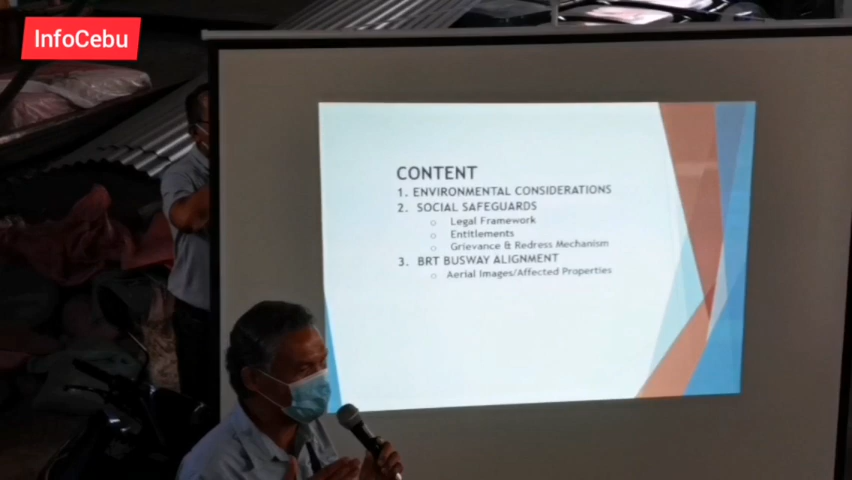 InfoCebu
CONTENT
1. ENVIRONMENTAL CONSIDERATIONS
2. SOCIAL SAFEGUARDS
o Legal Framework
o Entitlements
o Grievance & Redress Mechanism
3. BRT BUSWAY ALIGNMENT
o Aerial Images/Affected Properties